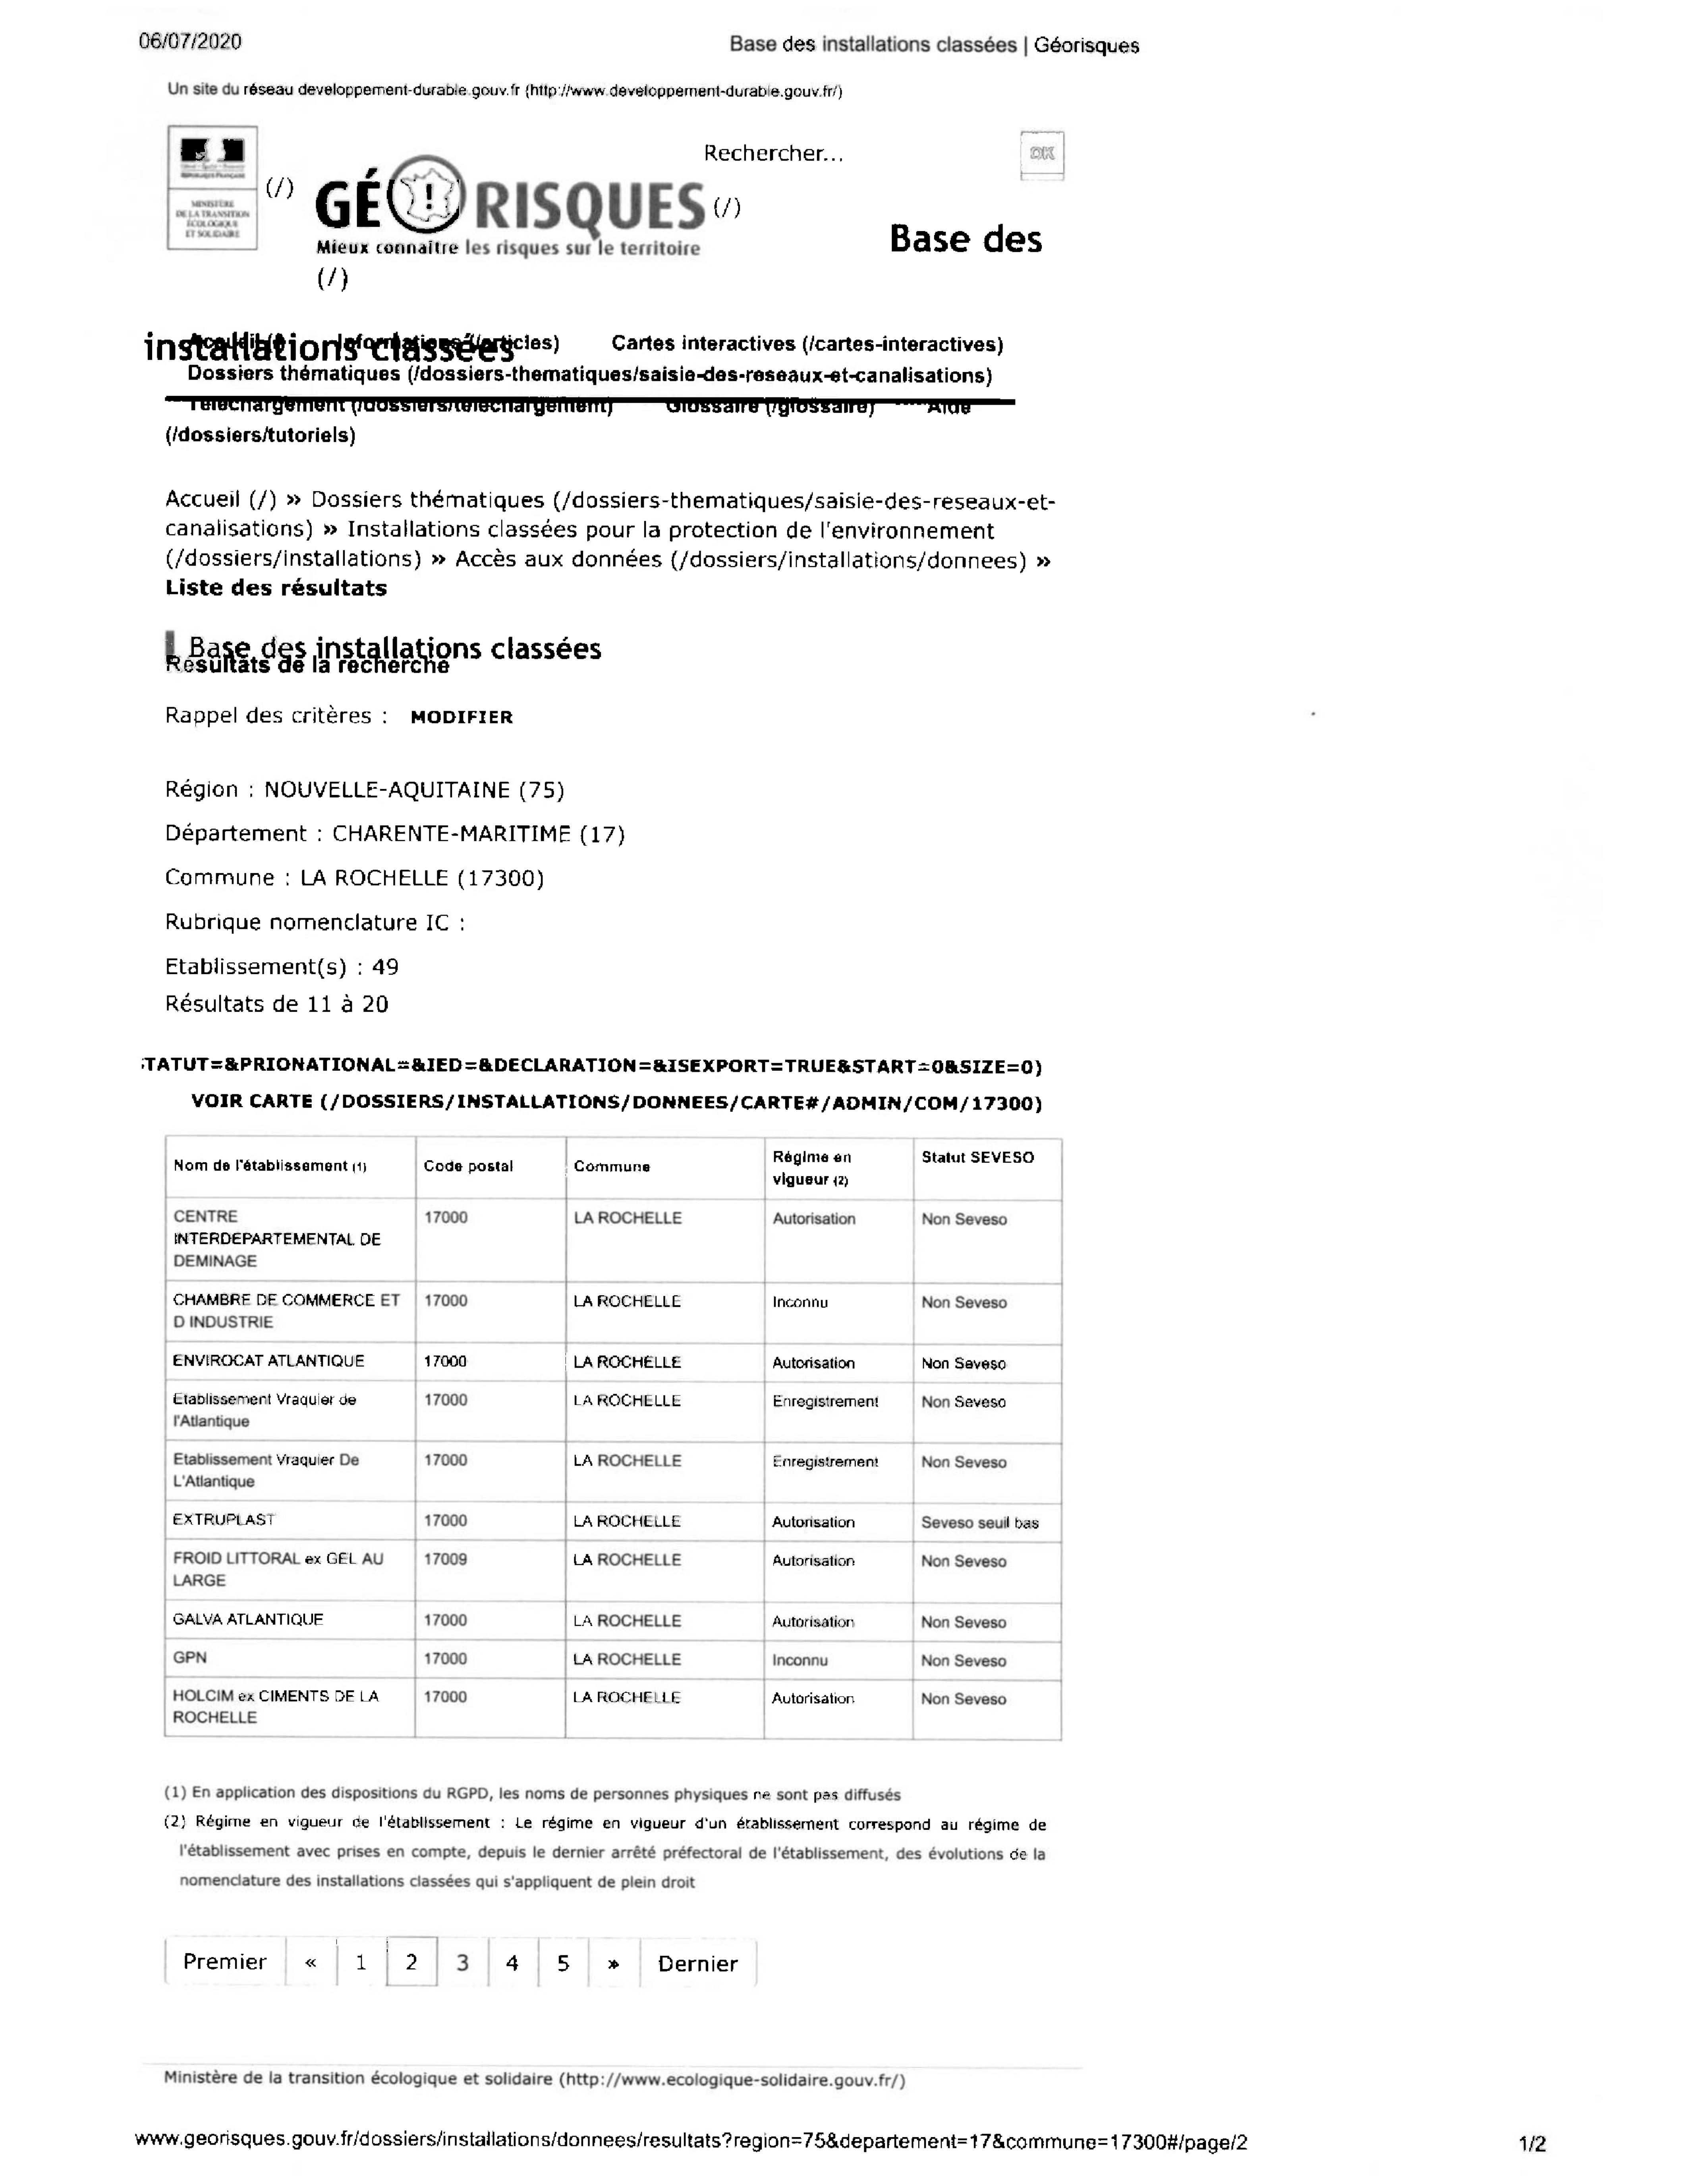 06/07/2020 Base des installations classées | Géorisques
Un site du réseau developpement-durable.gouv.fr (http://www.developpement-durable.gouv.fr/)
Rechercher...
OK
MINISTÈRE
DE LA TRANSITION
ÉCOLOGIQUE
ET SOLIDAIRE
(/)
GÉORISQUES (/)
Mieux connaître les risques sur le territoire
(/)
Base des
installations classées
Cartes interactives (/cartes-interactives)
Dossiers thématiques (/dossiers-thematiques/saisie-des-reseaux-et-canalisations)
Téléchargement (/dossiers/telechargement) Glossaire (/glossaire) Aide
(/dossiers/tutoriels)
Accueil (/) » Dossiers thématiques (/dossiers-thematiques/saisie-des-reseaux-et-
canalisations) » Installations classées pour la protection de l'environnement
(/dossiers/installations) » Accès aux données (/dossiers/installations/donnees) »
Liste des résultats
Base des installations classées
Résultats de la recherche
Rappel des critères : MODIFIER
Région : NOUVELLE-AQUITAINE (75)
Département : CHARENTE-MARITIME (17)
Commune : LA ROCHELLE (17300)
Rubrique nomenclature IC :
Etablissement(s) : 49
Résultats de 11 à 20
TATUT=&PRIONATIONAL=&IED=&DECLARATION=&ISEXPORT=TRUE&START=0&SIZE=0)
VOIR CARTE (/DOSSIERS/INSTALLATIONS/DONNEES/CARTE#/ADMIN/COM/17300)
Nom de l'établissement (1) Code postal Commune Régime en vigueur (2) Statut SEVESO
CENTRE INTERDEPARTEMENTAL DE DEMINAGE 17000 LA ROCHELLE Autorisation Non Seveso
CHAMBRE DE COMMERCE ET D INDUSTRIE 17000 LA ROCHELLE Inconnu Non Seveso
ENVIROCAT ATLANTIQUE 17000 LA ROCHELLE Autorisation Non Seveso
Etablissement Vraquier de l'Atlantique 17000 LA ROCHELLE Enregistrement Non Seveso
Etablissement Vraquier De L'Atlantique 17000 LA ROCHELLE Enregistrement Non Seveso
EXTRUPLAST 17000 LA ROCHELLE Autorisation Seveso seuil bas
FROID LITTORAL ex GEL AU LARGE 17009 LA ROCHELLE Autorisation Non Seveso
GALVA ATLANTIQUE 17000 LA ROCHELLE Autorisation Non Seveso
GPN 17000 LA ROCHELLE Inconnu Non Seveso
HOLCIM ex CIMENTS DE LA ROCHELLE 17000 LA ROCHELLE Autorisation Non Seveso
(1) En application des dispositions du RGPD, les noms de personnes physiques ne sont pas diffusés
(2) Régime en vigueur de l'établissement : Le régime en vigueur d'un établissement correspond au régime de
l'établissement avec prises en compte, depuis le dernier arrêté préfectoral de l'établissement, des évolutions de la
nomenclature des installations classées qui s'appliquent de plein droit
Premier « 1 2 3 4 5 » Dernier
Ministère de la transition écologique et solidaire (http://www.ecologique-solidaire.gouv.fr/)
www.georisques.gouv.fr/dossiers/installations/donnees/resultats?region=75&departement=17&commune=17300#/page/2 1/2